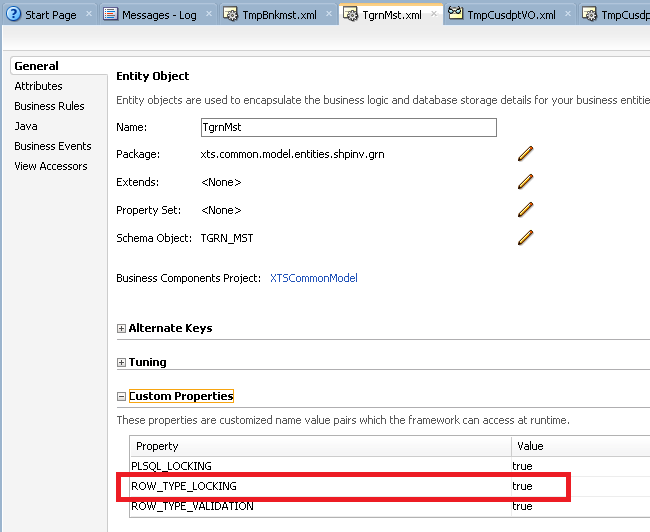 Start Page
Messages - Log
TmpBnkmst.xml
TgrnMst.xml
TmpCusdptVO.xml
TmpCusdp
General
Attributes
Business Rules
Java
Business Events
View Accessors
Entity Object
Entity objects are used to encapsulate the business logic and database storage details for your business entitie
Name: TgrnMst
Package: xts.common.model.entities.shpinv.grn
Extends: <None>
Property Set: <None>
Schema Object: TGRN_MST
Business Components Project: XTSCommonModel
Alternate Keys
Tuning
Custom Properties
These properties are customized name value pairs which the framework can access at runtime.
Property Value
PLSQL_LOCKING true
ROW_TYPE_LOCKING true
ROW_TYPE_VALIDATION true